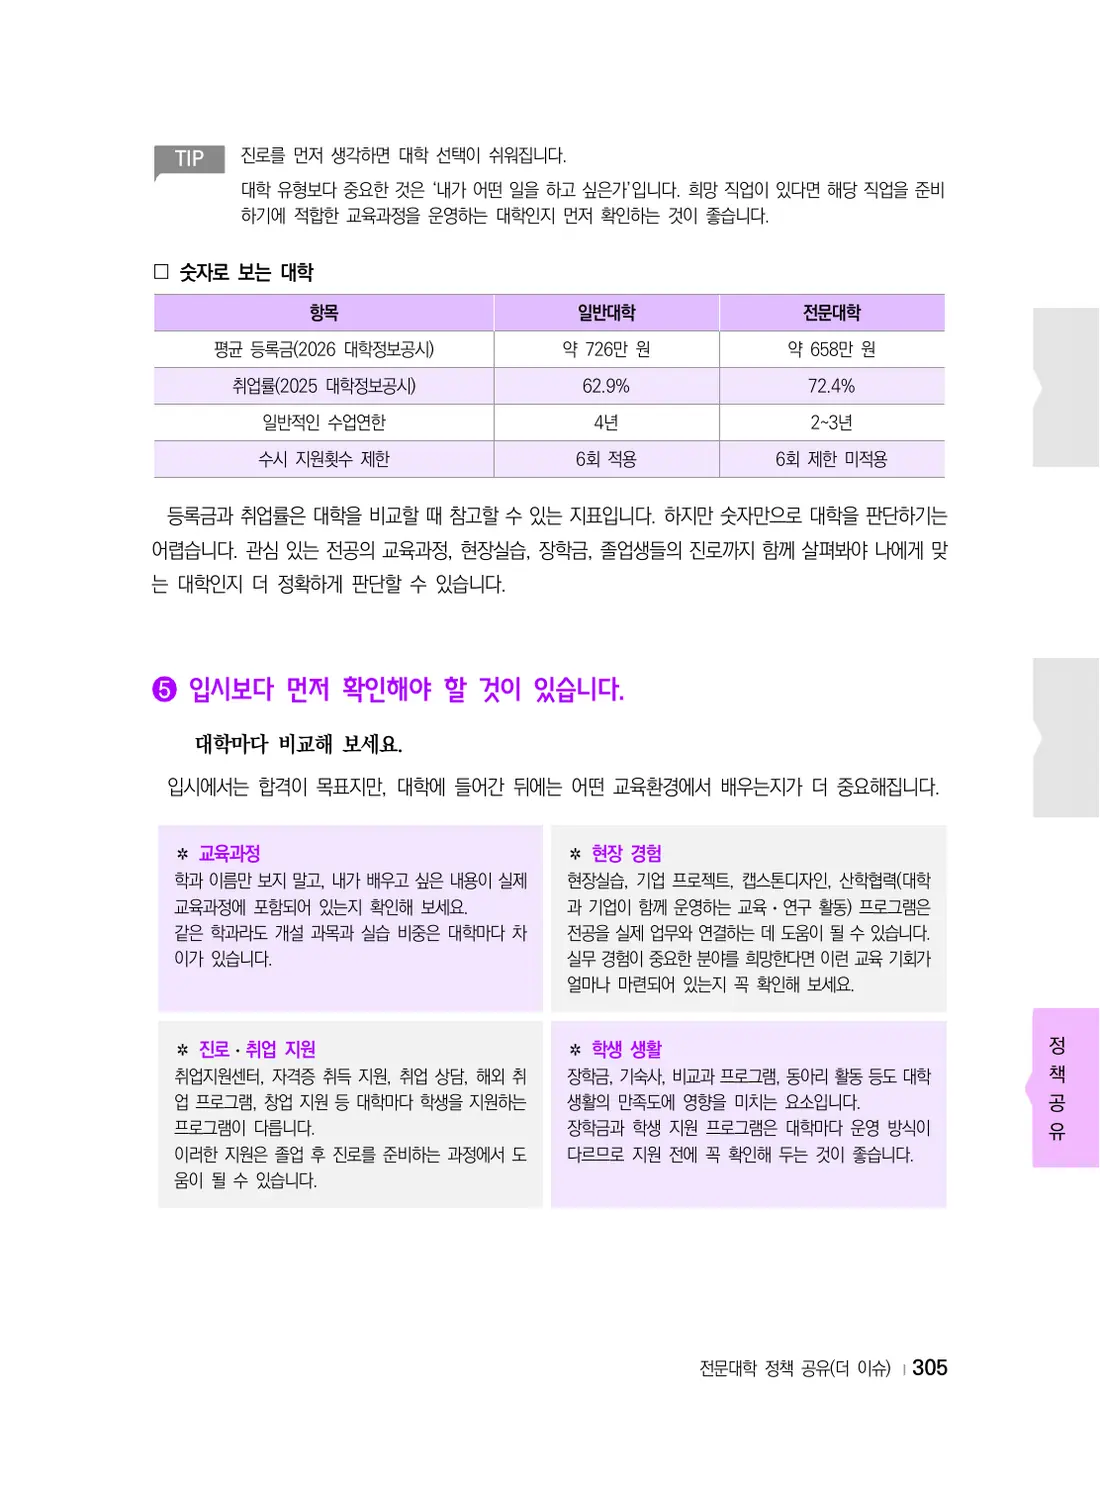 TIP
진로를 먼저 생각하면 대학 선택이 쉬워집니다.
대학 유형보다 중요한 것은 ‘내가 어떤 일을 하고 싶은가’입니다. 희망 직업이 있다면 해당 직업을 준비
하기에 적합한 교육과정을 운영하는 대학인지 먼저 확인하는 것이 좋습니다.
□ 숫자로 보는 대학
항목 일반대학 전문대학
평균 등록금(2026 대학정보공시) 약 726만 원 약 658만 원
취업률(2025 대학정보공시) 62.9% 72.4%
일반적인 수업연한 4년 2~3년
수시 지원횟수 제한 6회 적용 6회 제한 미적용
등록금과 취업률은 대학을 비교할 때 참고할 수 있는 지표입니다. 하지만 숫자만으로 대학을 판단하기는
어렵습니다. 관심 있는 전공의 교육과정, 현장실습, 장학금, 졸업생들의 진로까지 함께 살펴봐야 나에게 맞
는 대학인지 더 정확하게 판단할 수 있습니다.
❺ 입시보다 먼저 확인해야 할 것이 있습니다.
대학마다 비교해 보세요.
입시에서는 합격이 목표지만, 대학에 들어간 뒤에는 어떤 교육환경에서 배우는지가 더 중요해집니다.
✲ 교육과정
학과 이름만 보지 말고, 내가 배우고 싶은 내용이 실제
교육과정에 포함되어 있는지 확인해 보세요.
같은 학과라도 개설 과목과 실습 비중은 대학마다 차
이가 있습니다.
✲ 현장 경험
현장실습, 기업 프로젝트, 캡스톤디자인, 산학협력(대학
과 기업이 함께 운영하는 교육·연구 활동) 프로그램은
전공을 실제 업무와 연결하는 데 도움이 될 수 있습니다.
실무 경험이 중요한 분야를 희망한다면 이런 교육 기회가
얼마나 마련되어 있는지 꼭 확인해 보세요.
✲ 진로·취업 지원
취업지원센터, 자격증 취득 지원, 취업 상담, 해외 취
업 프로그램, 창업 지원 등 대학마다 학생을 지원하는
프로그램이 다릅니다.
이러한 지원은 졸업 후 진로를 준비하는 과정에서 도
움이 될 수 있습니다.
✲ 학생 생활
장학금, 기숙사, 비교과 프로그램, 동아리 활동 등도 대학
생활의 만족도에 영향을 미치는 요소입니다.
장학금과 학생 지원 프로그램은 대학마다 운영 방식이
다르므로 지원 전에 꼭 확인해 두는 것이 좋습니다.
정
책
공
유
전문대학 정책 공유(더 이슈) | 305